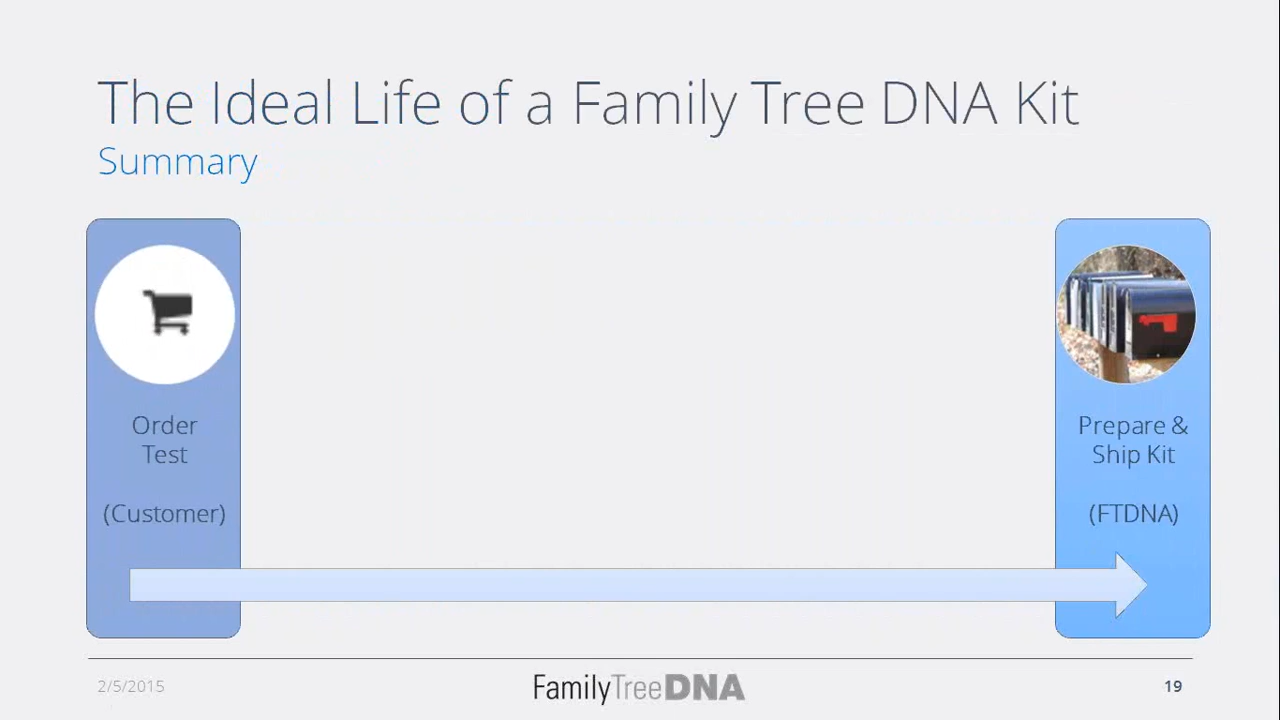 The Ideal Life of a Family Tree DNA Kit
Summary
Order
Test
(Customer)
Prepare &
Ship Kit
(FTDNA)
2/5/2015
FamilyTreeDNA
19